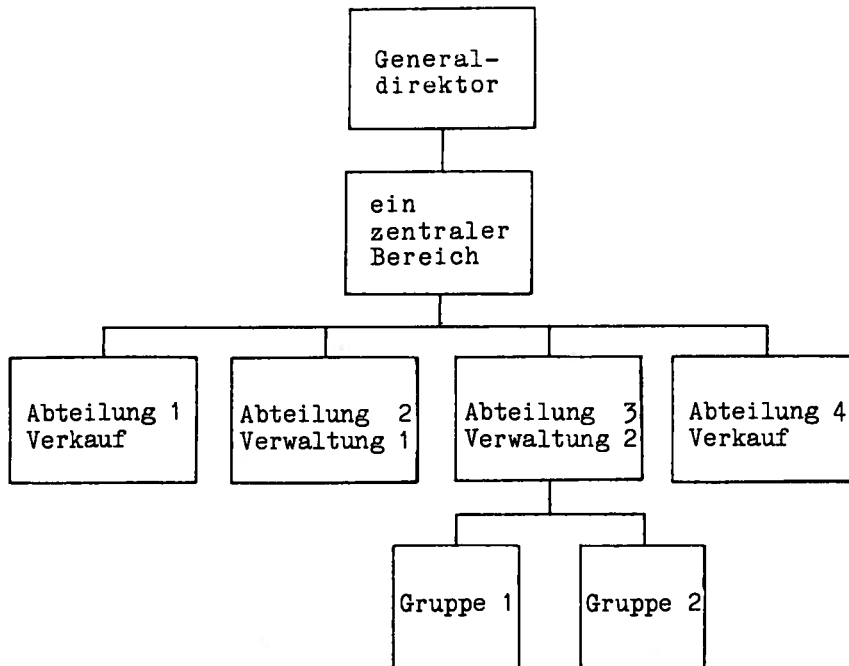 General-
direktor
ein
zentraler
Bereich
Abteilung 1
Verkauf
Abteilung 2
Verwaltung 1
Abteilung 3
Verwaltung 2
Abteilung 4
Verkauf
Gruppe 1
Gruppe 2